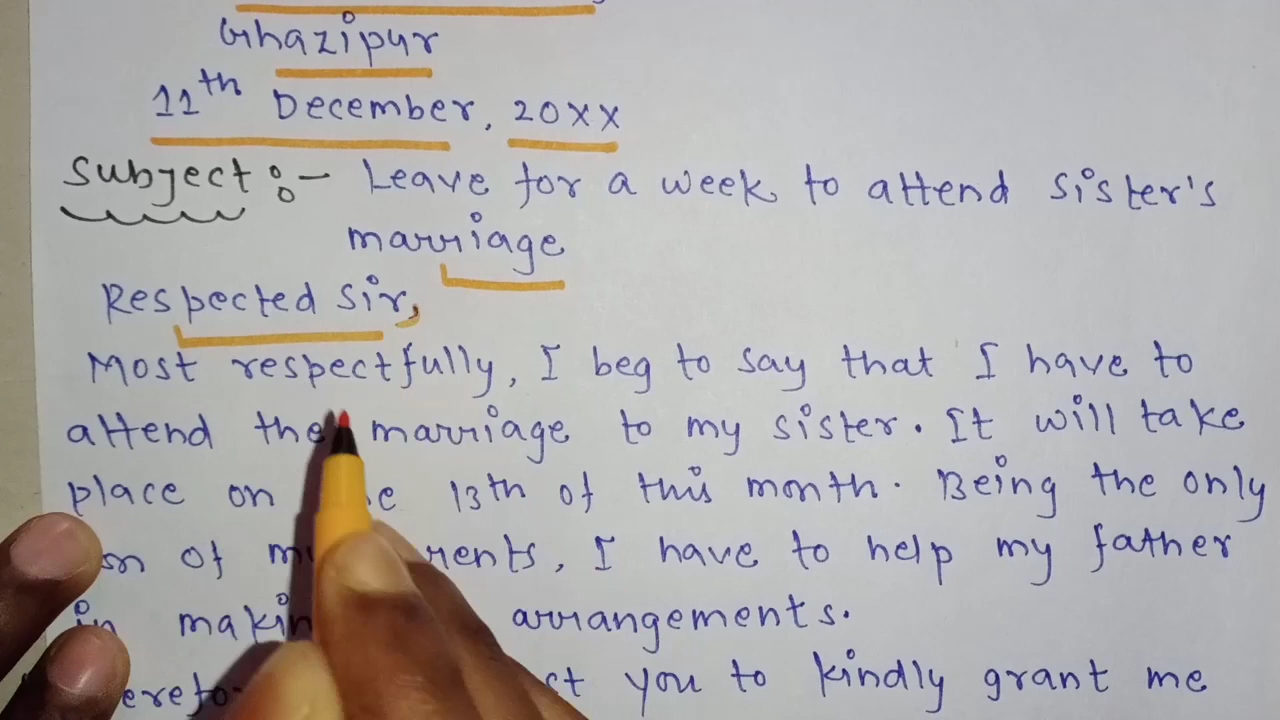 Ghazipur
11th December, 20XX
Subject :- Leave for a week to attend sister's
marriage
Respected Sir,
Most respectfully, I beg to say that I have to
attend the marriage to my sister. It will take
place on 13th of this month. Being the only
of my, I have to help my father
in arrangements.
you to kindly grant me